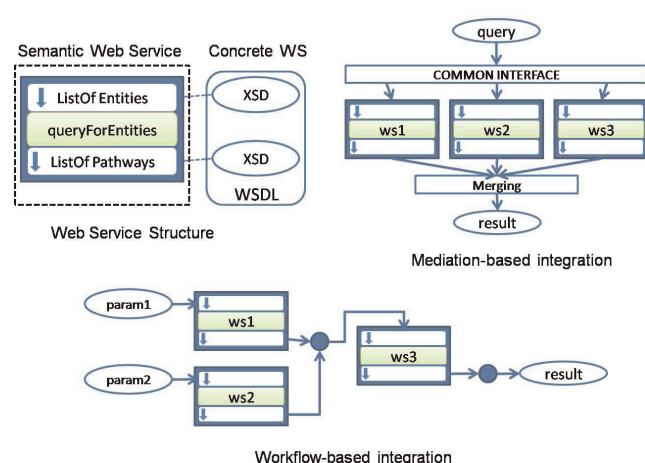 Semantic Web Service
Concrete WS
ListOf Entities
queryForEntities
ListOf Pathways
XSD
XSD
WSDL
Web Service Structure
query
COMMON INTERFACE
ws1
ws2
ws3
Merging
result
Mediation-based integration
param1
ws1
param2
ws2
ws3
result
Workflow-based integration